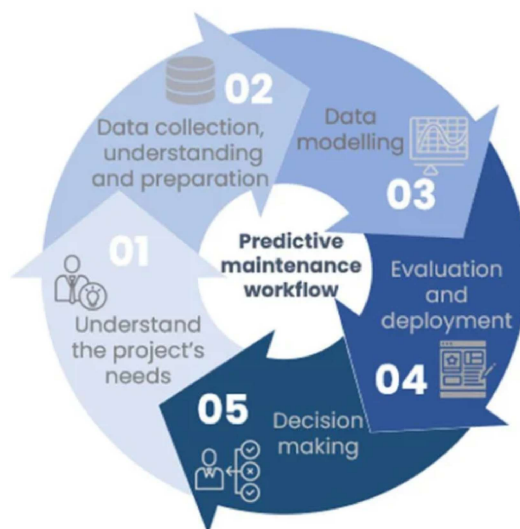 Predictive
maintenance
workflow
01
Understand
the project's
needs
02
Data collection,
understanding
and preparation
Data
modelling
03
Evaluation
and
deployment
04
05
Decision
making